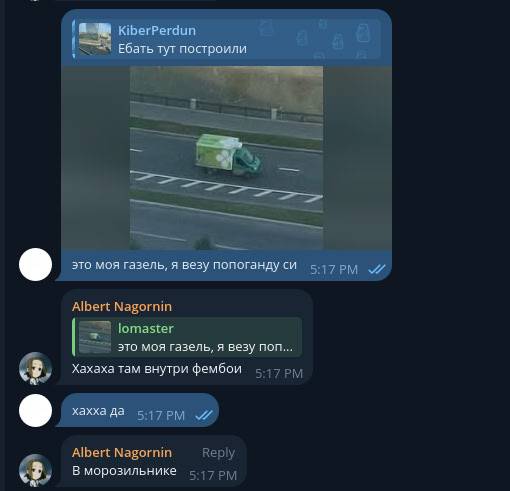 KiberPerdun
Ебать тут построили
это моя газель, я везу попоганду си
5:17 PM
Albert Nagornin
lomaster
это моя газель, я везу поп...
Хахаха там внутри фембои
5:17 PM
хахха да
5:17 PM
Albert Nagornin
Reply
В морозильнике
5:17 PM